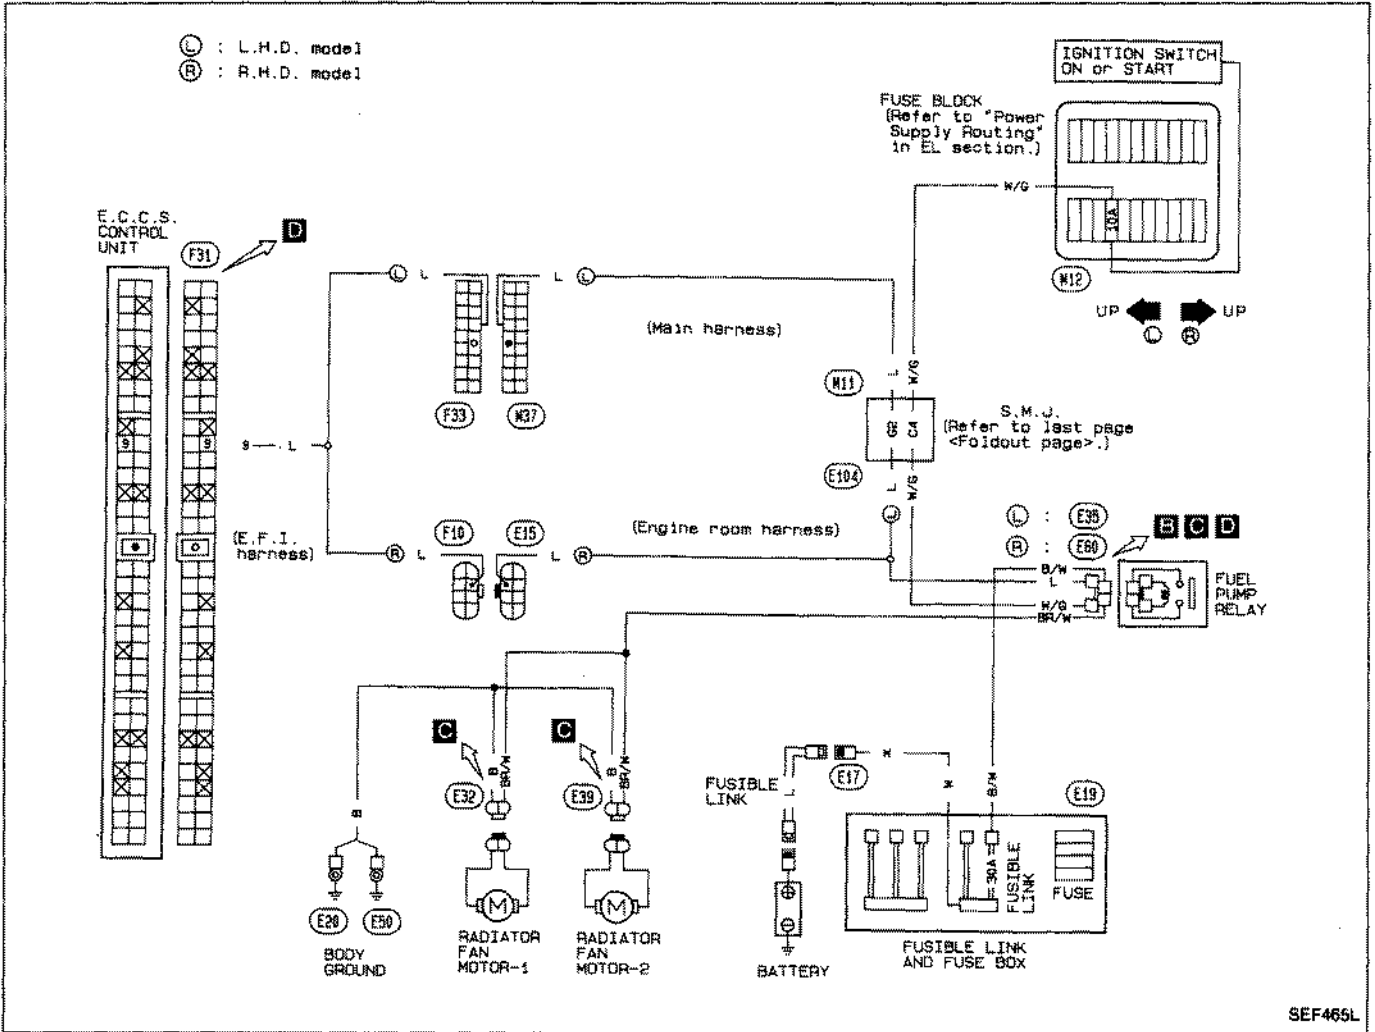 Ⓛ : L.H.D. model
Ⓡ : R.H.D. model
IGNITION SWITCH
ON or START
FUSE BLOCK
(Refer to "Power
Supply Routing"
in EL section.)
W/G
10A
M12
UP
UP
L
R
E.C.C.S.
CONTROL
UNIT
F31
D
L
L
L
L
(Main harness)
F33
M37
M11
L
W/G
G2
C4
S.M.J.
(Refer to last page
<Foldout page>.)
E104
L
W/G
L
9
9
9
L
(E.F.I.
harness)
F10
E15
(Engine room harness)
R
L
L
R
L : E35
R : E60
B C D
B/W
L
W/G
BR/W
FUEL
PUMP
RELAY
C
C
B
BR/W
B
BR/W
E32
E39
B
FUSIBLE
LINK
L
E17
W
W
B/W
E19
30A
FUSIBLE
LINK
FUSE
M
M
E28
E50
BODY
GROUND
RADIATOR
FAN
MOTOR-1
RADIATOR
FAN
MOTOR-2
BATTERY
FUSIBLE LINK
AND FUSE BOX
SEF465L